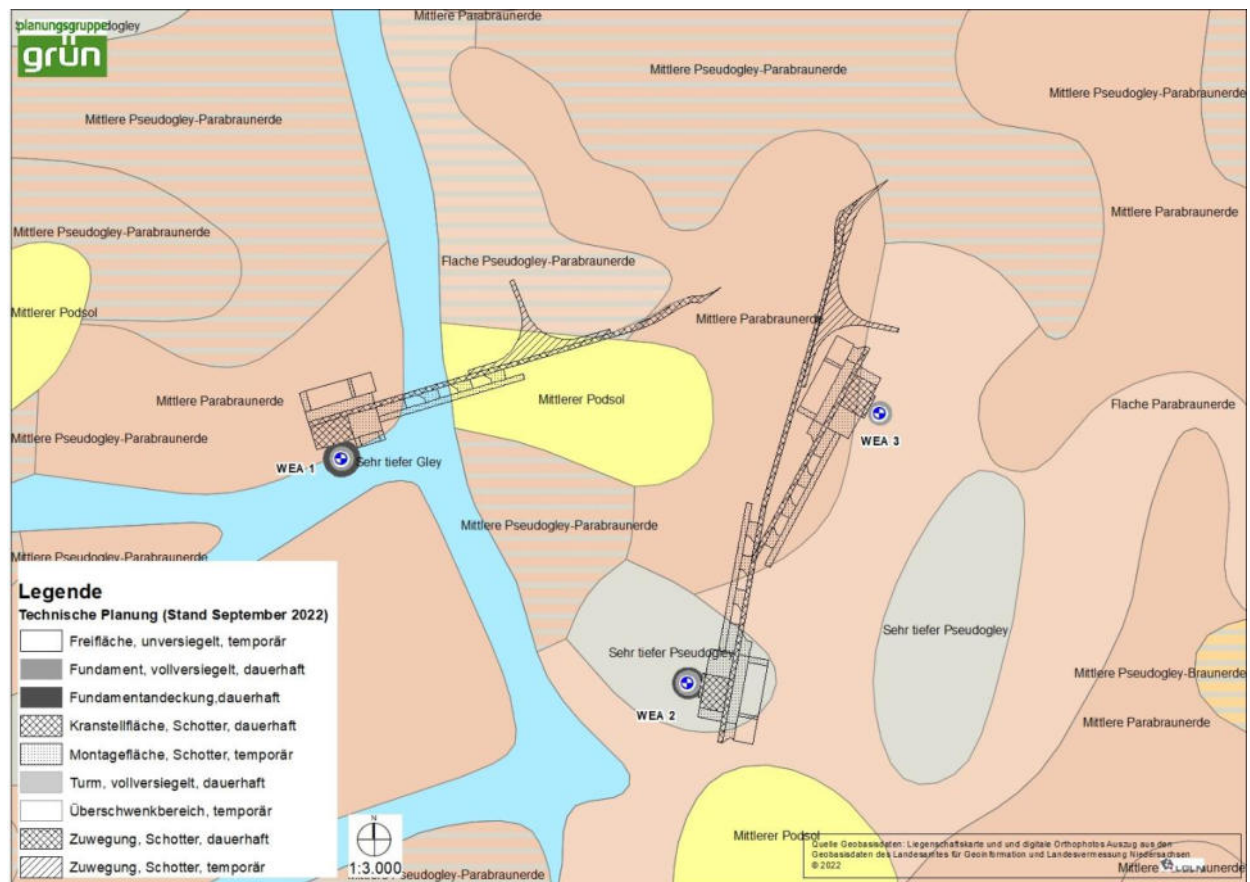 planungsgruppe
grün
dogley
Mittlere Parabraunerde
Mittlere Pseudogley-Parabraunerde
Mittlere Pseudogley-Parabraunerde
Mittlere Pseudogley-Parabraunerde
Mittlere Parabraunerde
Mittlere Pseudogley-Parabraunerde
Flache Pseudogley-Parabraunerde
Mittlerer Podsol
Mittlere Parabraunerde
Mittlere Parabraunerde
Mittlerer Podsol
Flache Parabraunerde
Mittlere Pseudogley-Parabraunerde
WEA 3
Sehr tiefer Gley
WEA 1
Mittlere Pseudogley-Parabraunerde
Mittlere Pseudogley-Parabraunerde
Sehr tiefer Pseudogley
Sehr tiefer Pseudogley
Mittlere Pseudogley-Braunerde
WEA 2
Mittlere Parabraunerde
Legende
Technische Planung (Stand September 2022)
Freifläche, unversiegelt, temporär
Fundament, vollversiegelt, dauerhaft
Fundamentandeckung,dauerhaft
Kranstellfläche, Schotter, dauerhaft
Montagefläche, Schotter, temporär
Turm, vollversiegelt, dauerhaft
Überschwenkbereich, temporär
Zuwegung, Schotter, dauerhaft
Zuwegung, Schotter, temporär
N
1:3.000
Mittlerer Podsol
Quelle Geobasisdaten: Liegenschaftskarte und und digitale Orthophotos Auszug aus den
Geobasisdaten des Landesamtes für Geoinformation und Landesvermessung Niedersachsen
© 2022
LGLN